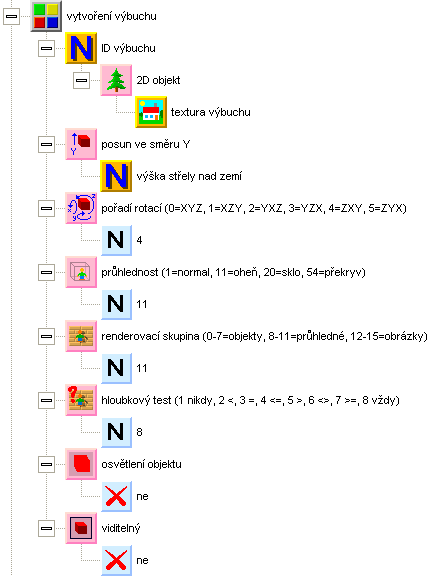 vytvoření výbuchu
ID výbuchu
2D objekt
textura výbuchu
posun ve směru Y
výška střely nad zemí
pořadí rotací (0=XYZ, 1=XZY, 2=YXZ, 3=YZX, 4=ZXY, 5=ZYX)
4
průhlednost (1=normal, 11=oheň, 20=sklo, 54=překryv)
11
renderovací skupina (0-7=objekty, 8-11=průhledné, 12-15=obrázky)
11
hloubkový test (1 nikdy, 2 <, 3 =, 4 <=, 5 >, 6 <>, 7 >=, 8 vždy)
8
osvětlení objektu
ne
viditelný
ne